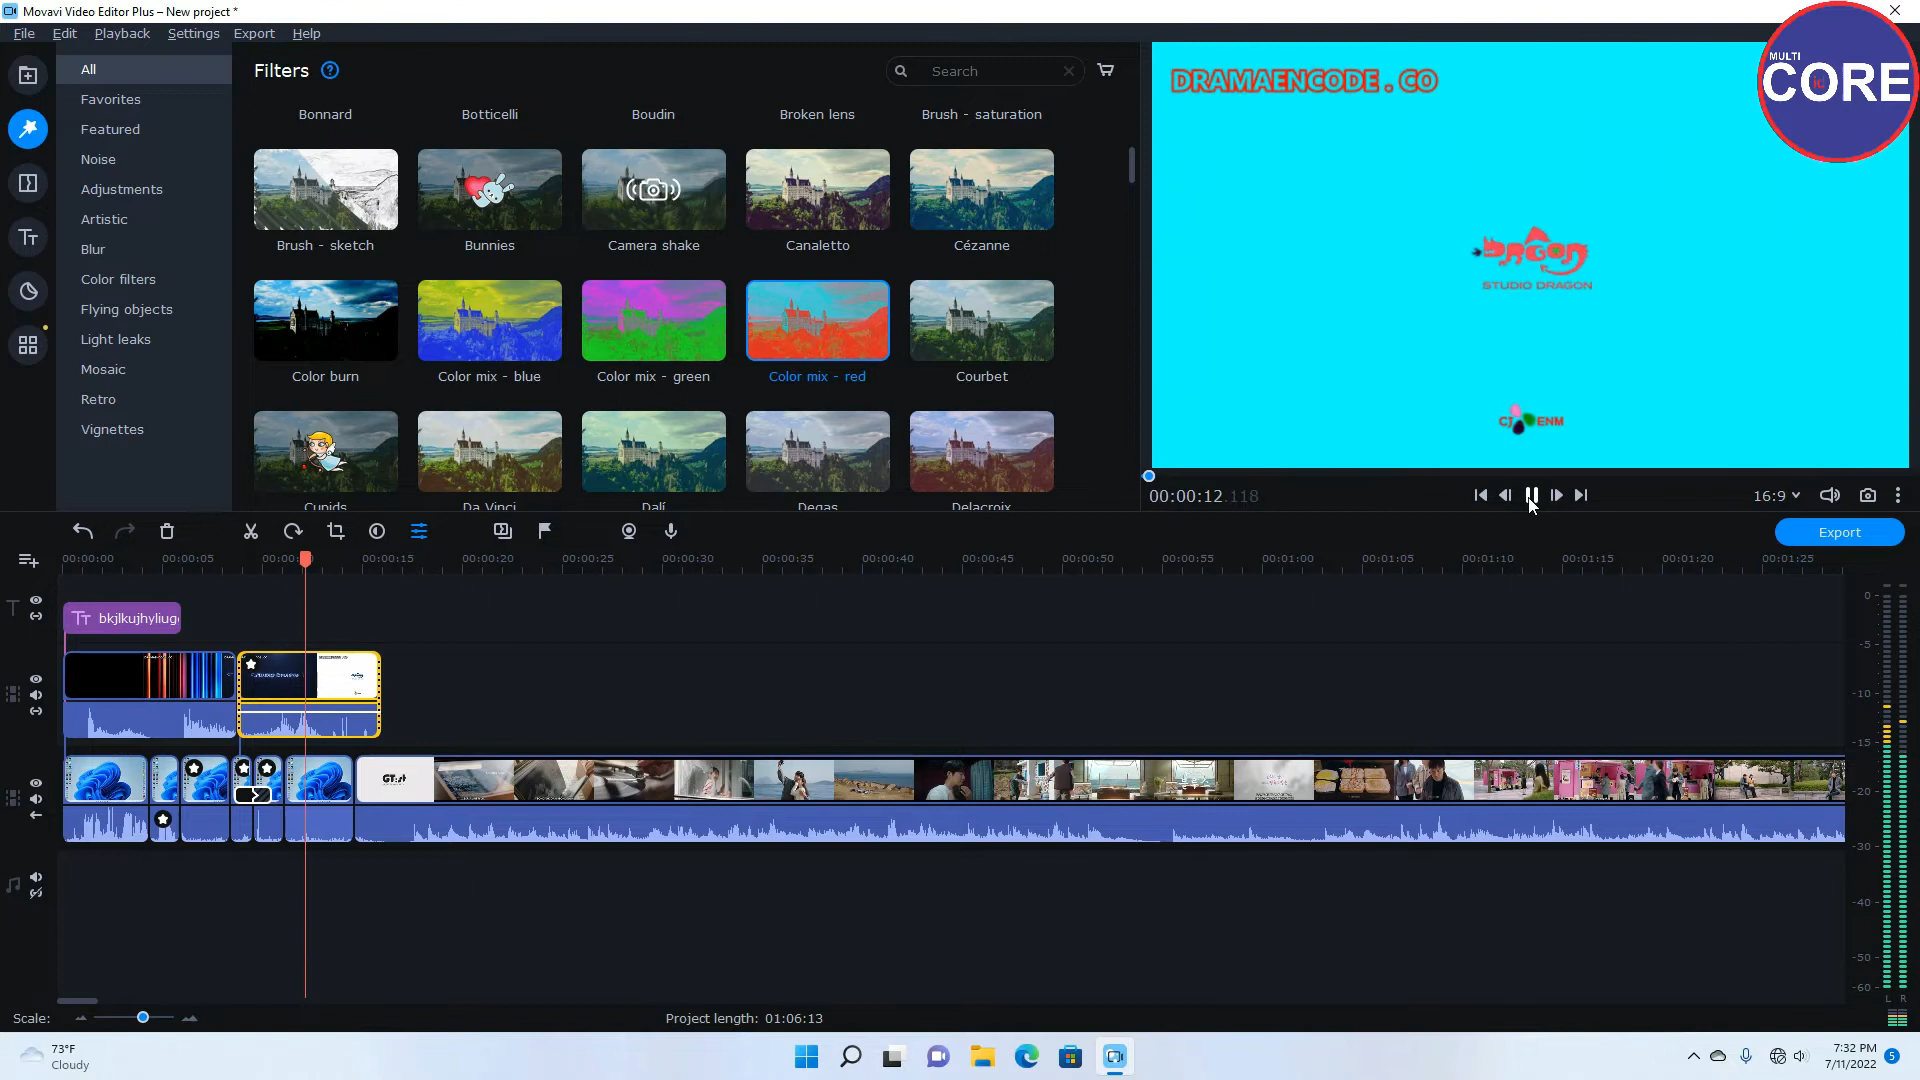 Movavi Video Editor Plus – New project *
File Edit Playback Settings Export Help
MULTI
CORE
id
All
Favorites
Featured
Noise
Adjustments
Artistic
Blur
Color filters
Flying objects
Light leaks
Mosaic
Retro
Vignettes
Filters ?
Search
Bonnard Botticelli Boudin Broken lens Brush - saturation
Brush - sketch Bunnies Camera shake Canaletto Cézanne
Color burn Color mix - blue Color mix - green Color mix - red Courbet
Cupids Da Vinci Dalí Degas Delacroix
DRAMAENCODE . CO
DRAGON
STUDIO DRAGON
CJ ENM
00:00:12.118
16:9
Export
00:00:00 00:00:05 00:00:15 00:00:20 00:00:25 00:00:30 00:00:35 00:00:40 00:00:45 00:00:50 00:00:55 00:01:00 00:01:05 00:01:10 00:01:15 00:01:20 00:01:25
bkjlkujhyliug
STUDIO DRAGON
0
-5
-10
-15
-20
-30
-40
-50
-60
L R
Scale:
Project length: 01:06:13
73°F
Cloudy
7:32 PM
7/11/2022
5